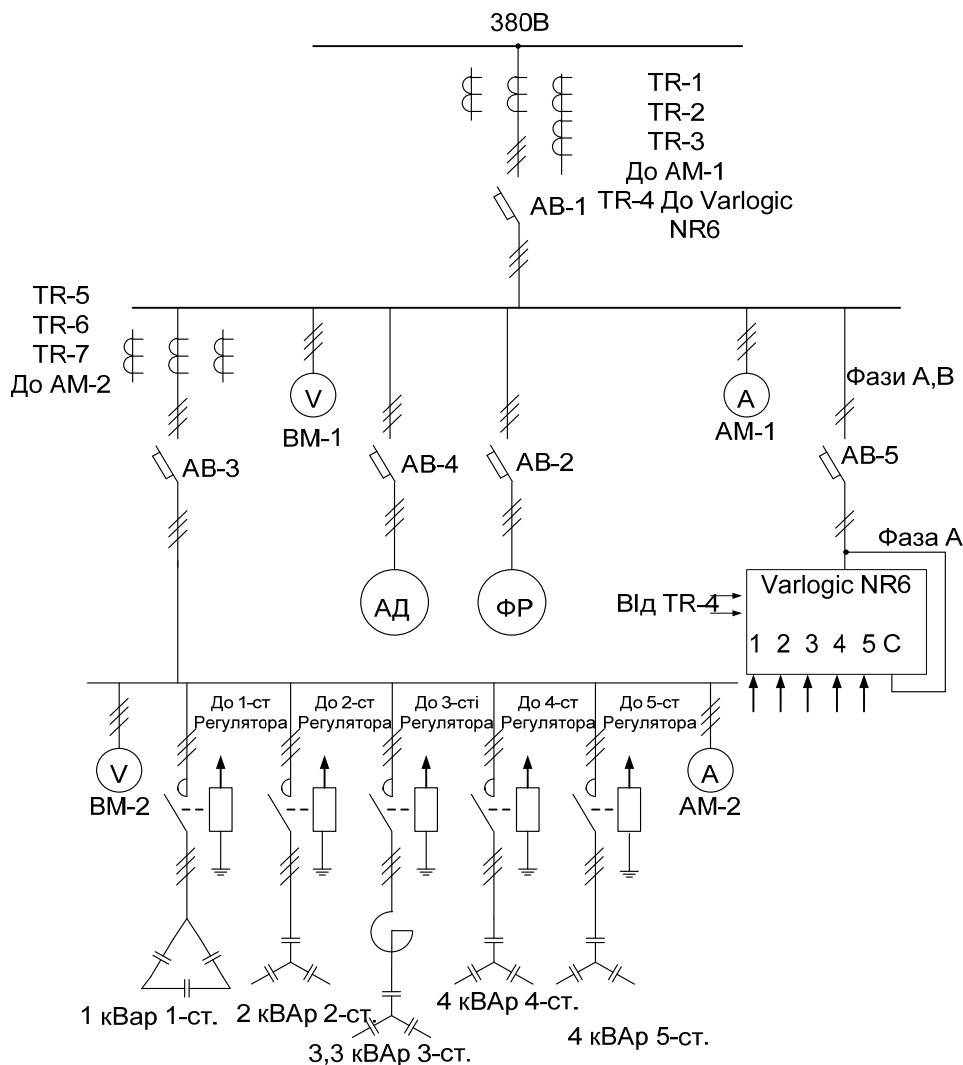 380В
TR-1
TR-2
TR-3
До АМ-1
TR-4 До Varlogic
NR6
АВ-1
TR-5
TR-6
TR-7
До АМ-2
V
ВМ-1
А
АМ-1
Фази А,В
АВ-3
АВ-4
АВ-2
АВ-5
Фаза А
АД
ФР
ВІд TR-4
Varlogic NR6
1 2 3 4 5 С
До 1-ст
Регулятора
До 2-ст
Регулятора
До 3-сті
Регулятора
До 4-ст
Регулятора
До 5-ст
Регулятора
V
ВМ-2
А
АМ-2
1 кВар 1-ст.
2 кВАр 2-ст.
3,3 кВАр 3-ст.
4 кВАр 4-ст.
4 кВАр 5-ст.